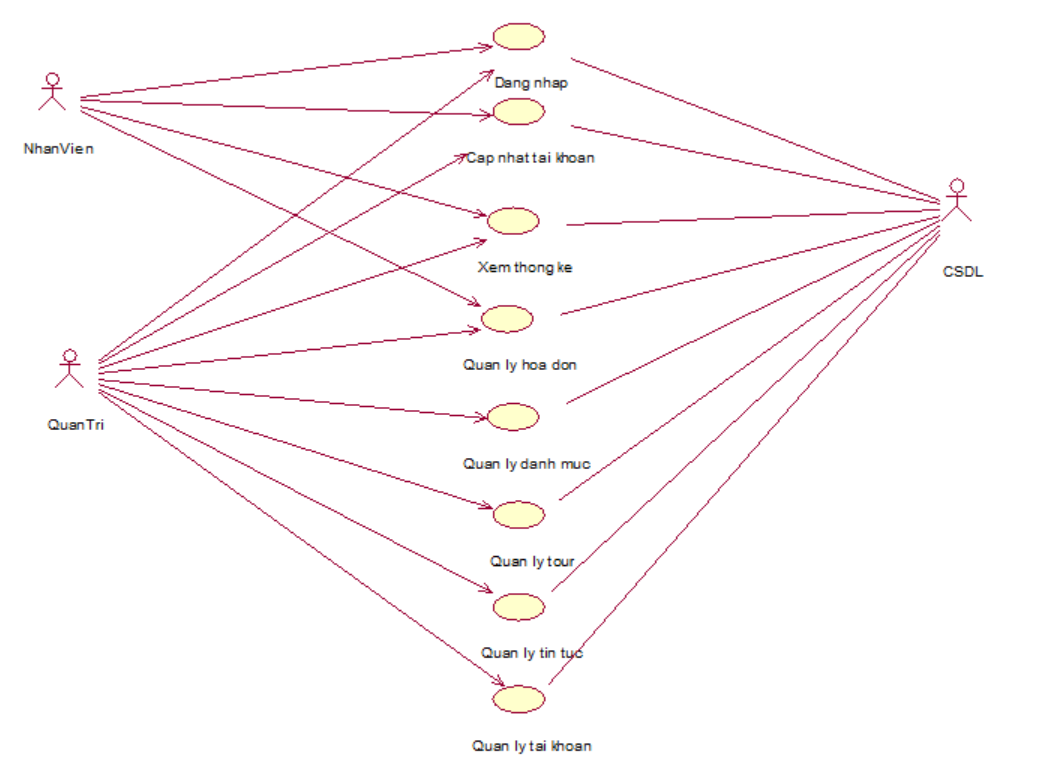 Dang nhap
NhanVien
Cap nhat tai khoan
Xem thong ke
CSDL
Quan ly hoa don
QuanTri
Quan ly danh muc
Quan ly tour
Quan ly tin tuc
Quan ly tai khoan